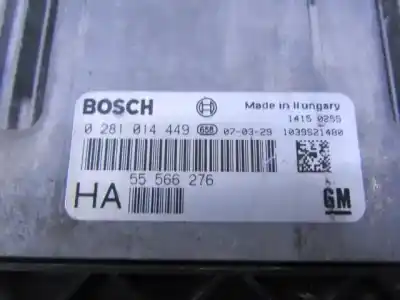 BOSCH Made in Hungary
1415 0255
0 281 014 449 658 07-03-29 1039S21480
55 566 276
HA GM